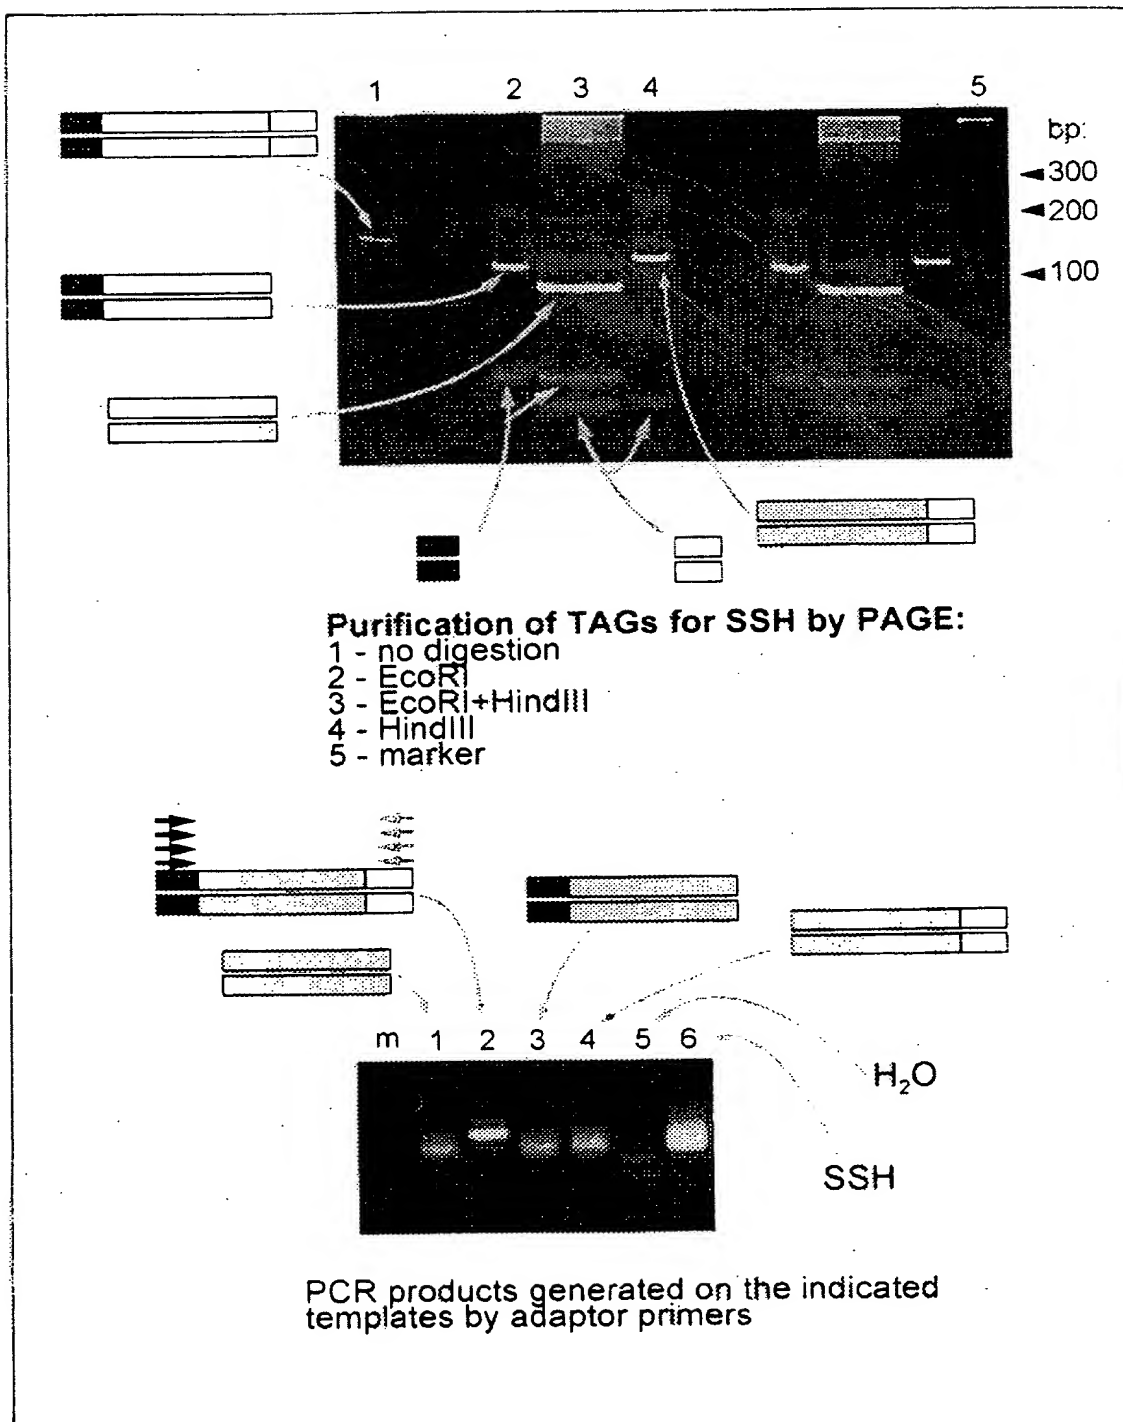 1 2 3 4 5
bp:
300
200
100
Purification of TAGs for SSH by PAGE:
1 - no digestion
2 - EcoRI
3 - EcoRI+HindIII
4 - HindIII
5 - marker
m 1 2 3 4 5 6
H₂O
SSH
PCR products generated on the indicated
templates by adaptor primers